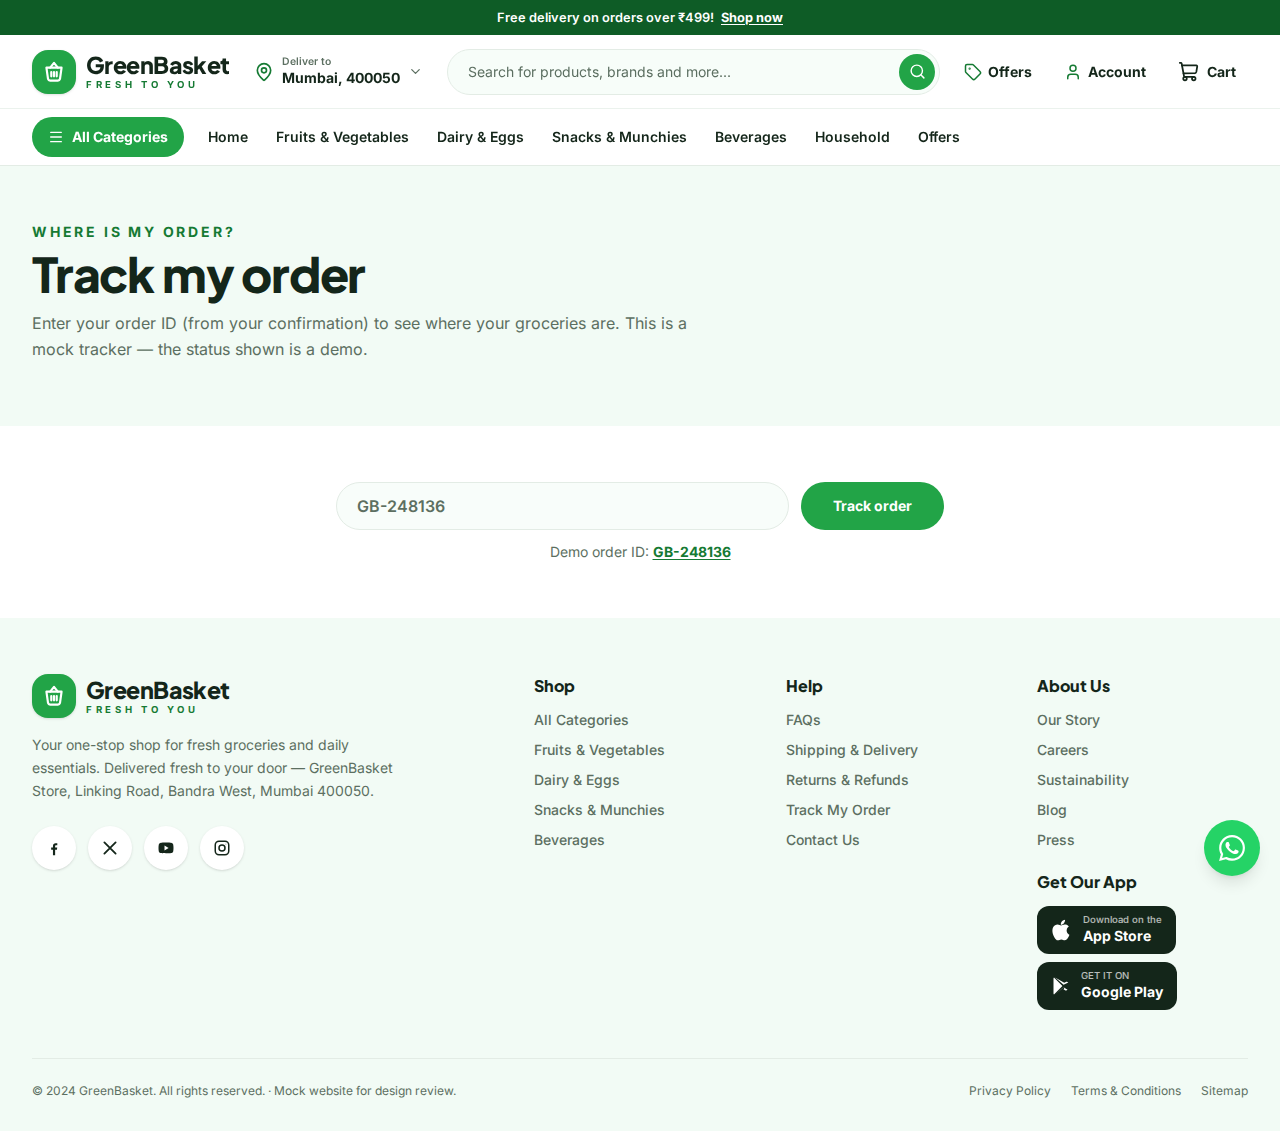 Free delivery on orders over ₹499! Shop now
GreenBasket
FRESH TO YOU
Deliver to
Mumbai, 400050
Search for products, brands and more...
Offers
Account
Cart
All Categories
Home
Fruits & Vegetables
Dairy & Eggs
Snacks & Munchies
Beverages
Household
Offers
WHERE IS MY ORDER?
Track my order
Enter your order ID (from your confirmation) to see where your groceries are. This is a
mock tracker — the status shown is a demo.
GB-248136
Track order
Demo order ID: GB-248136
GreenBasket
FRESH TO YOU
Your one-stop shop for fresh groceries and daily
essentials. Delivered fresh to your door — GreenBasket
Store, Linking Road, Bandra West, Mumbai 400050.
Shop
All Categories
Fruits & Vegetables
Dairy & Eggs
Snacks & Munchies
Beverages
Help
FAQs
Shipping & Delivery
Returns & Refunds
Track My Order
Contact Us
About Us
Our Story
Careers
Sustainability
Blog
Press
Get Our App
Download on the
App Store
GET IT ON
Google Play
© 2024 GreenBasket. All rights reserved. · Mock website for design review.
Privacy Policy
Terms & Conditions
Sitemap